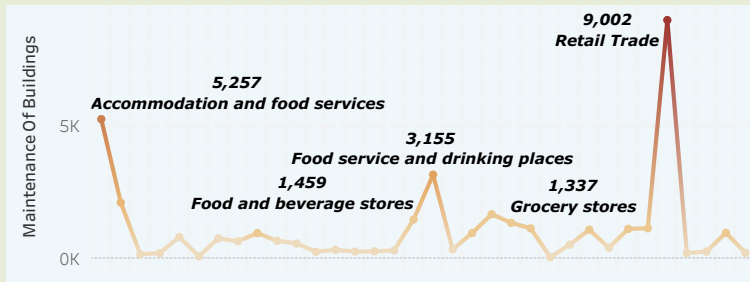 9,002
Retail Trade
5,257
Accommodation and food services
5K
3,155
Food service and drinking places
1,459
Food and beverage stores
1,337
Grocery stores
0K
Maintenance Of Buildings